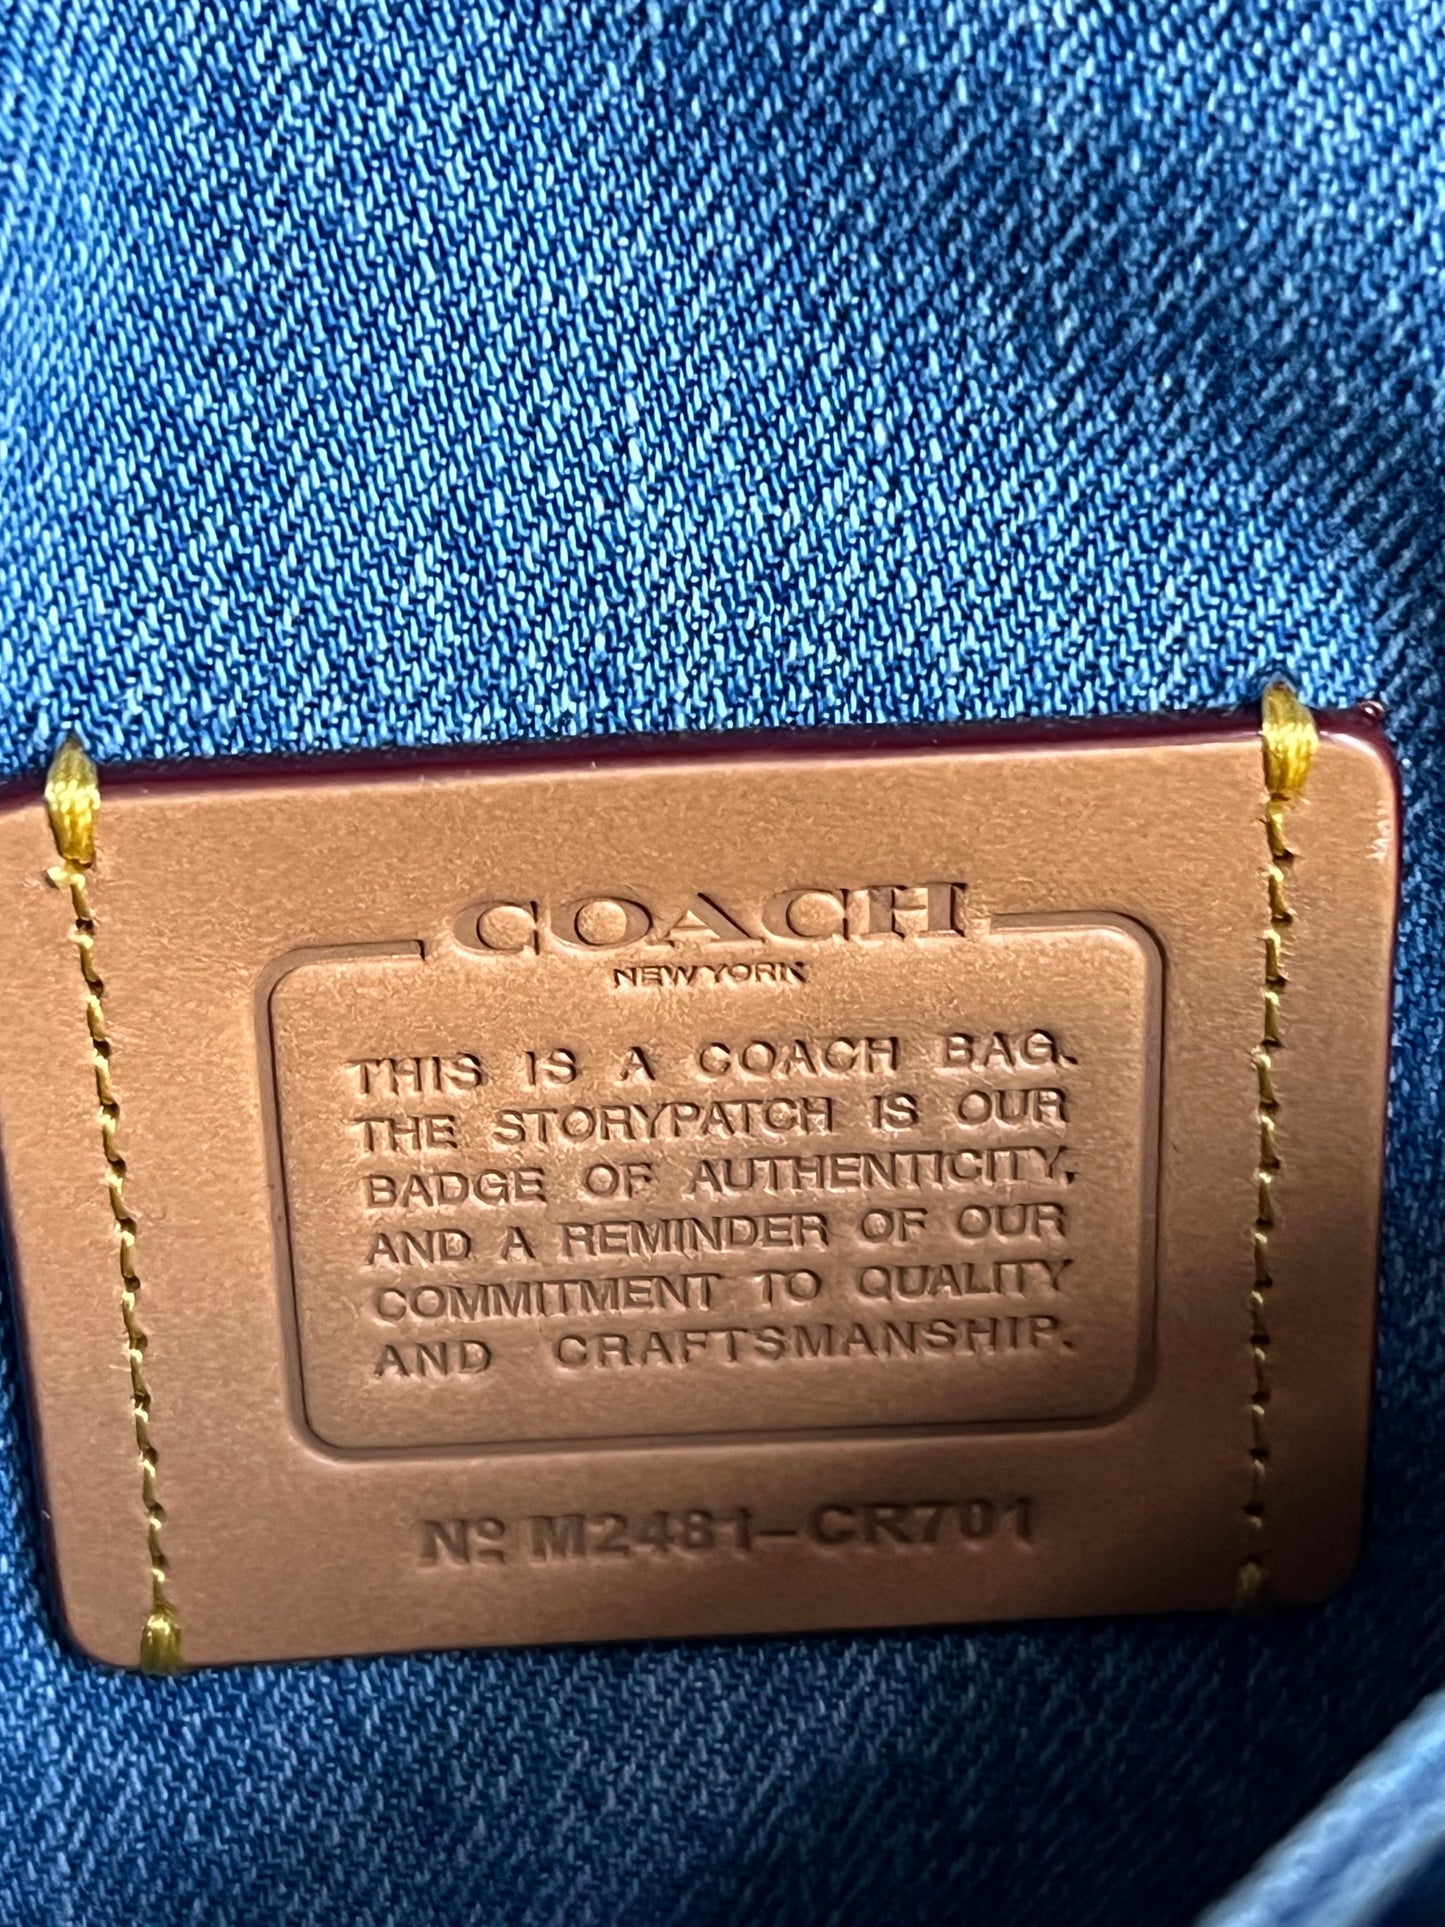 COACH
NEW YORK
THIS IS A COACH BAG.
THE STORYPATCH IS OUR
BADGE OF AUTHENTICITY,
AND A REMINDER OF OUR
COMMITMENT TO QUALITY
AND CRAFTSMANSHIP.
Nº M2481-CR701